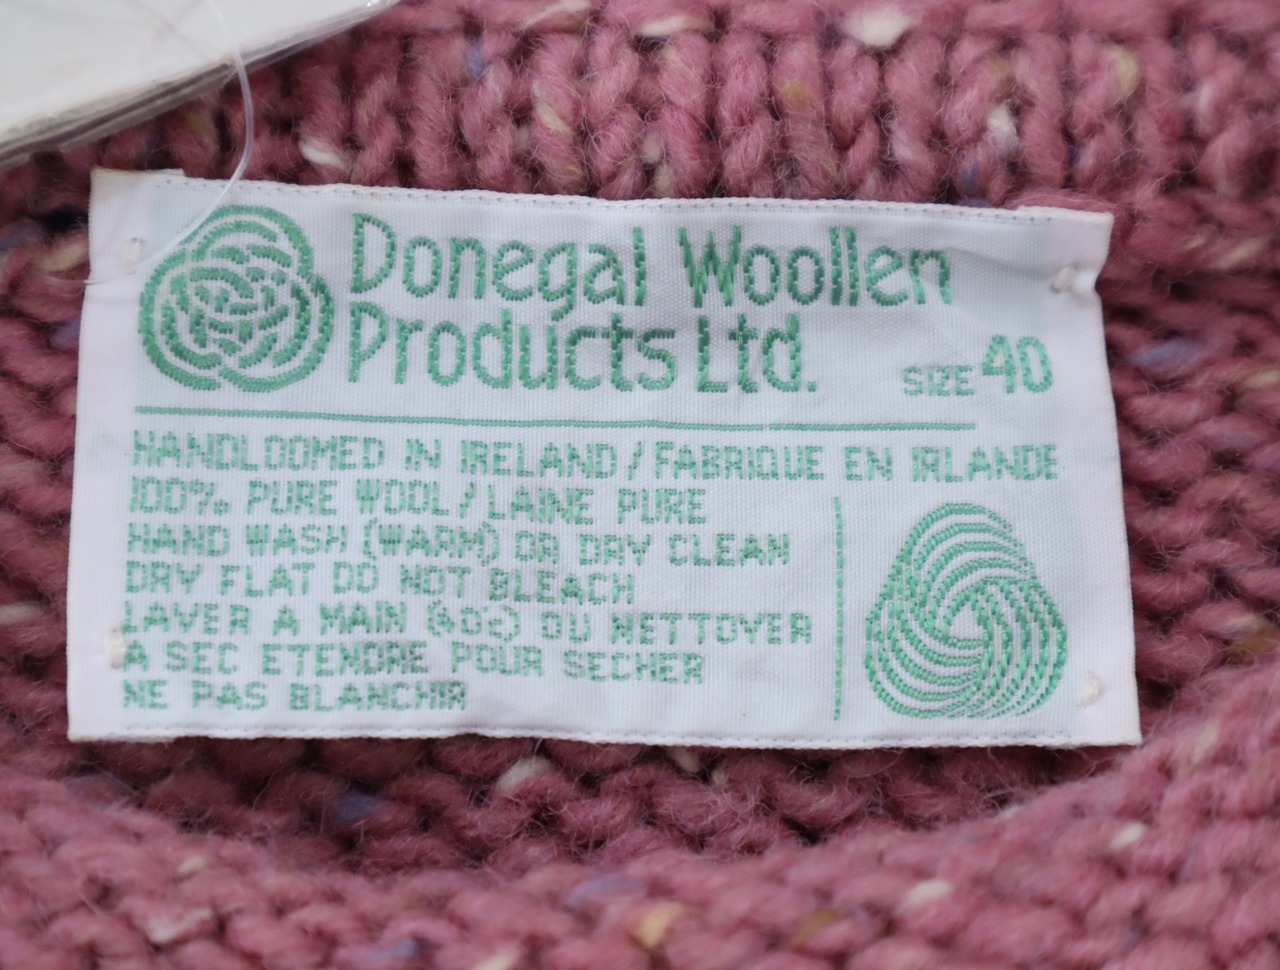 Donegal Woollen
Products Ltd.
SIZE 40
HANDLOOMED IN IRELAND / FABRIQUE EN IRLANDE
100% PURE WOOL / LAINE PURE
HAND WASH (WARM) OR DRY CLEAN
DRY FLAT DO NOT BLEACH
LAVER A MAIN (40°C) OU NETTOYER
A SEC ETENDRE POUR SECHER
NE PAS BLANCHIR